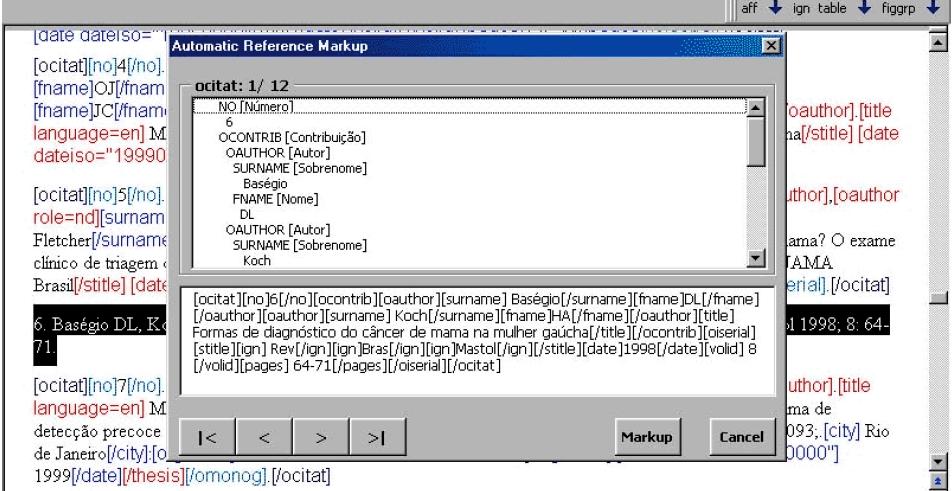 aff ign table figgrp
Automatic Reference Markup
ocitat: 1/ 12
NO [Número]
6
OCONTRIB [Contribuição]
OAUTHOR [Autor]
SURNAME [Sobrenome]
Baségio
FNAME [Nome]
DL
OAUTHOR [Autor]
SURNAME [Sobrenome]
Koch
[ocitat][no]6[/no][ocontrib][oauthor][surname] Baségio[/surname][fname]DL[/fname]
[/oauthor][oauthor][surname] Koch[/surname][fname]HA[/fname][/oauthor][title]
Formas de diagnóstico do câncer de mama na mulher gaúcha[/title][/ocontrib][oiserial]
[stitle][ign] Rev[/ign][ign]Bras[/ign][ign]Mastol[/ign][/stitle][date]1998[/date][volid] 8
[/volid][pages] 64-71[/pages][/oiserial][/ocitat]
|< < > >| Markup Cancel
[date dateiso="1
[ocitat][no]4[/no].
[fname]OJ[/fnam
[fname]JC[/fnam /oauthor].[title
language=en] M na[/stitle] [date
dateiso="19990
[ocitat][no]5[/no]. uthor],[oauthor
role=nd][surnam
Fletcher[/surname ama? O exame
clínico de triagem JAMA
Brasil[/stitle] [date erial].[/ocitat]
6. Baségio DL, Ko ol 1998; 8: 64-
71.
[ocitat][no]7[/no]. uthor].[title
language=en] M ma de
detecção precoce 093;.[city] Rio
de Janeiro[/city]:[o 0000"]
1999[/date][/thesis][/omonog].[/ocitat]